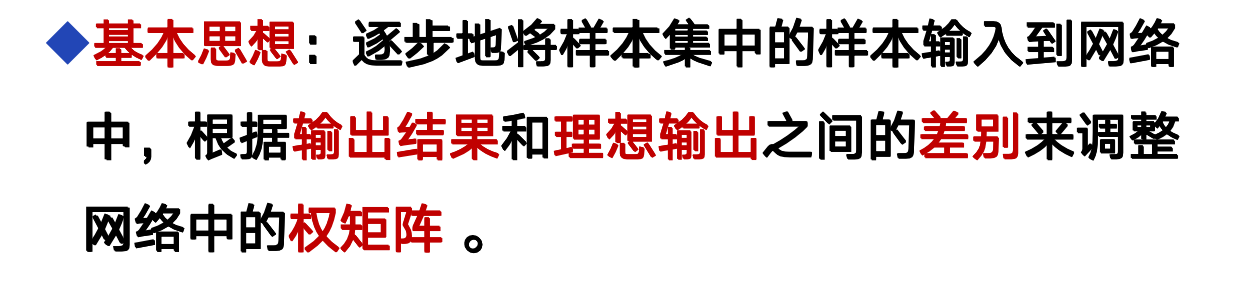 ◆基本思想：逐步地将样本集中的样本输入到网络
中，根据输出结果和理想输出之间的差别来调整
网络中的权矩阵 。